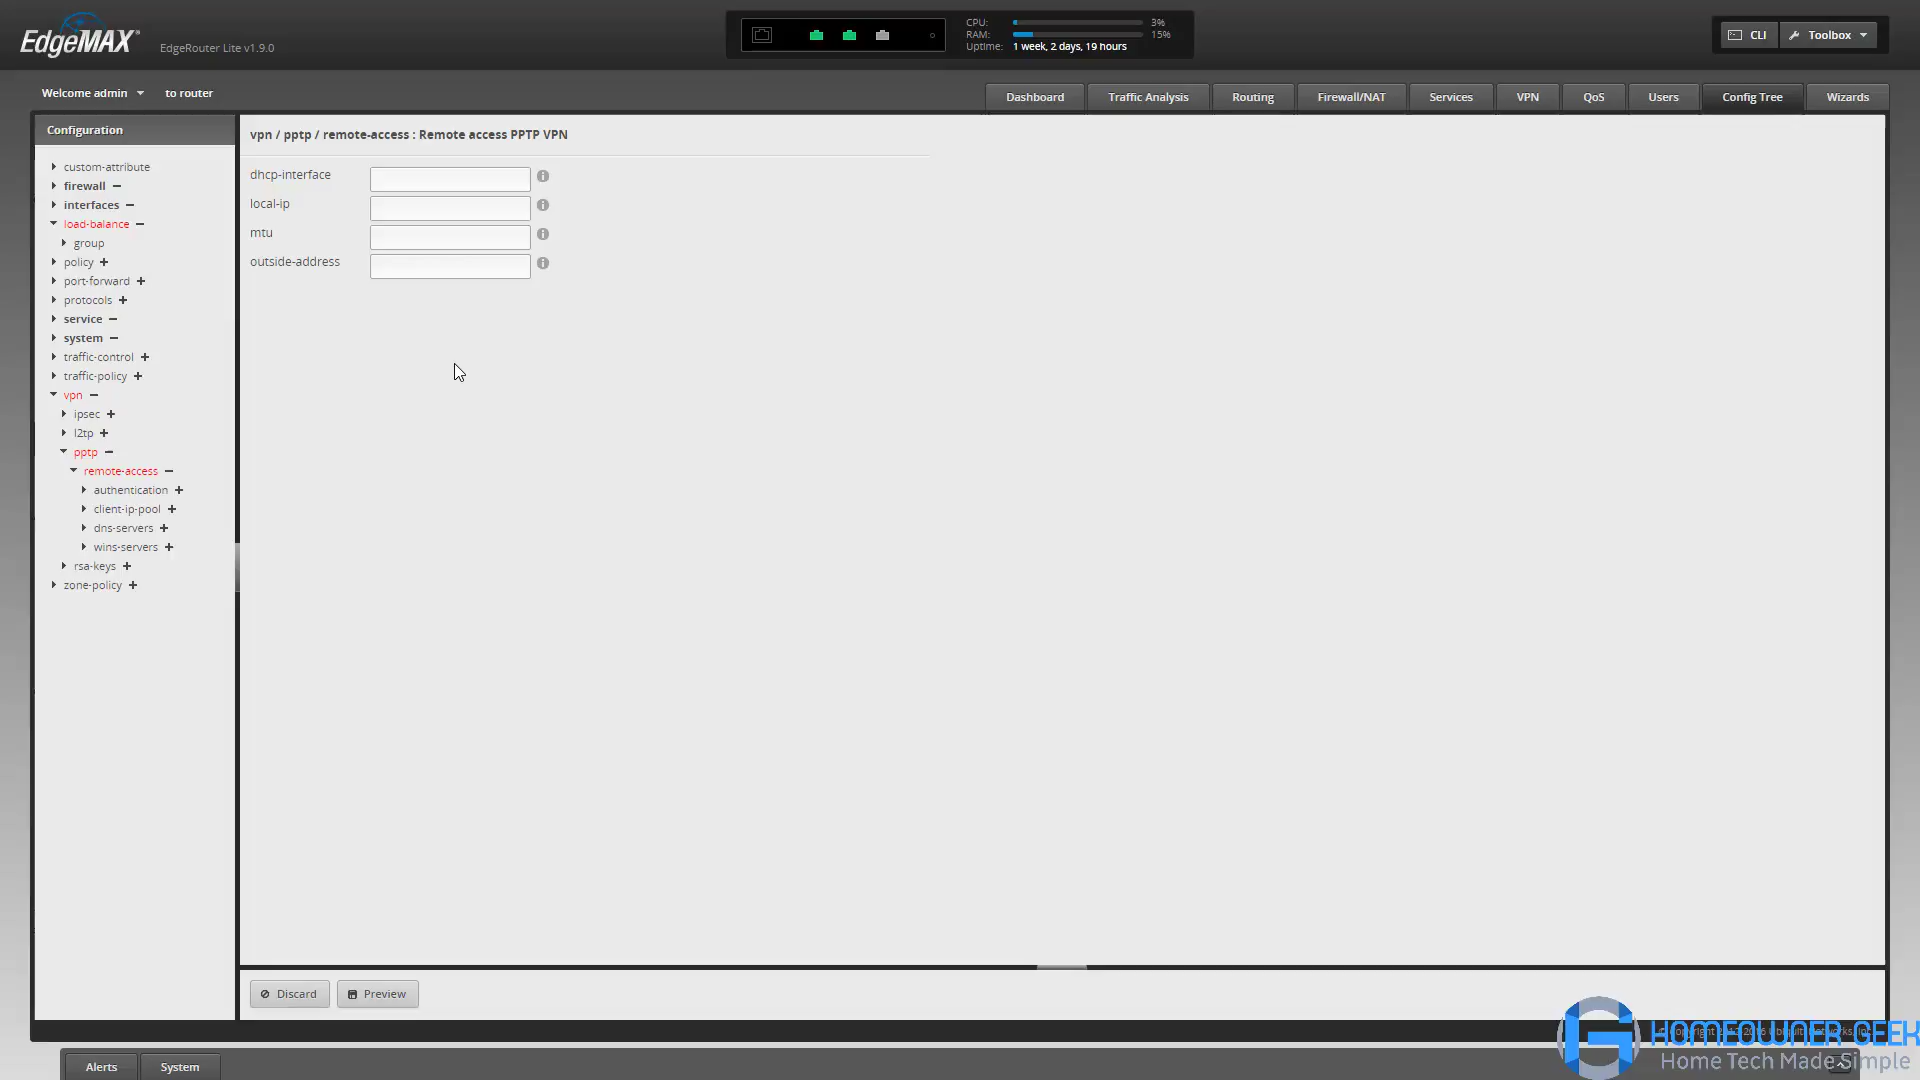 EdgeMAX
EdgeRouter Lite v1.9.0
CPU: 3%
RAM: 15%
Uptime: 1 week, 2 days, 19 hours
CLI
Toolbox
Welcome admin
to router
Dashboard
Traffic Analysis
Routing
Firewall/NAT
Services
VPN
QoS
Users
Config Tree
Wizards
Configuration
custom-attribute
firewall
interfaces
load-balance
group
policy
port-forward
protocols
service
system
traffic-control
traffic-policy
vpn
ipsec
l2tp
pptp
remote-access
authentication
client-ip-pool
dns-servers
wins-servers
rsa-keys
zone-policy
vpn / pptp / remote-access : Remote access PPTP VPN
dhcp-interface
local-ip
mtu
outside-address
Discard
Preview
HOMEOWNER GEEK
Home Tech Made Simple
Alerts
System